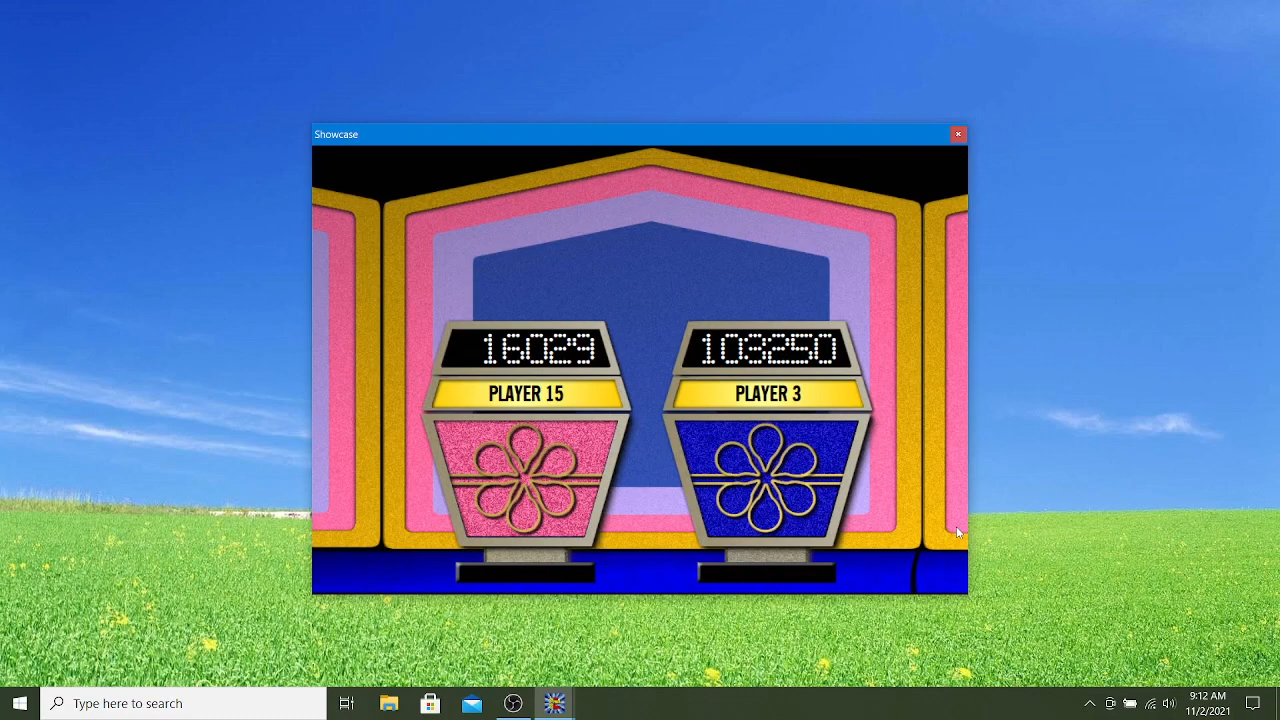 Showcase
16029
103250
PLAYER 15
PLAYER 3
Type here to search
9:12 AM
11/2/2021